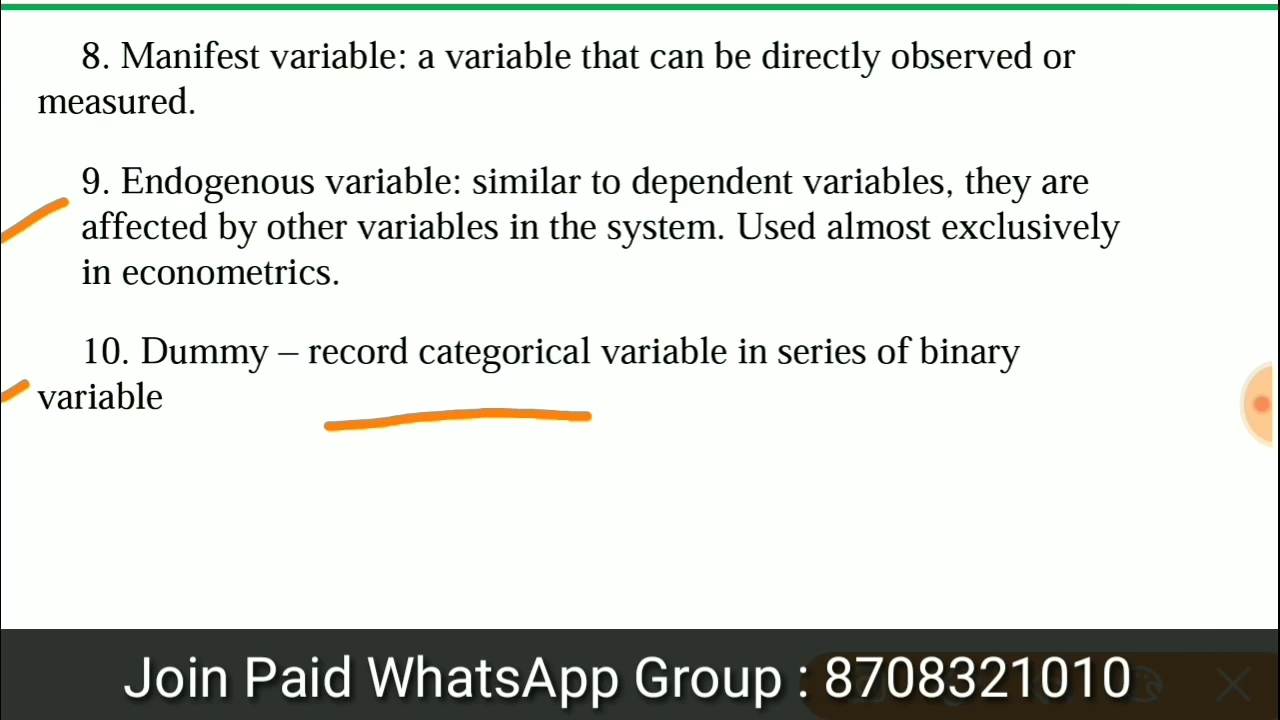 8. Manifest variable: a variable that can be directly observed or
measured.
9. Endogenous variable: similar to dependent variables, they are
affected by other variables in the system. Used almost exclusively
in econometrics.
10. Dummy – record categorical variable in series of binary
variable
Join Paid WhatsApp Group : 8708321010